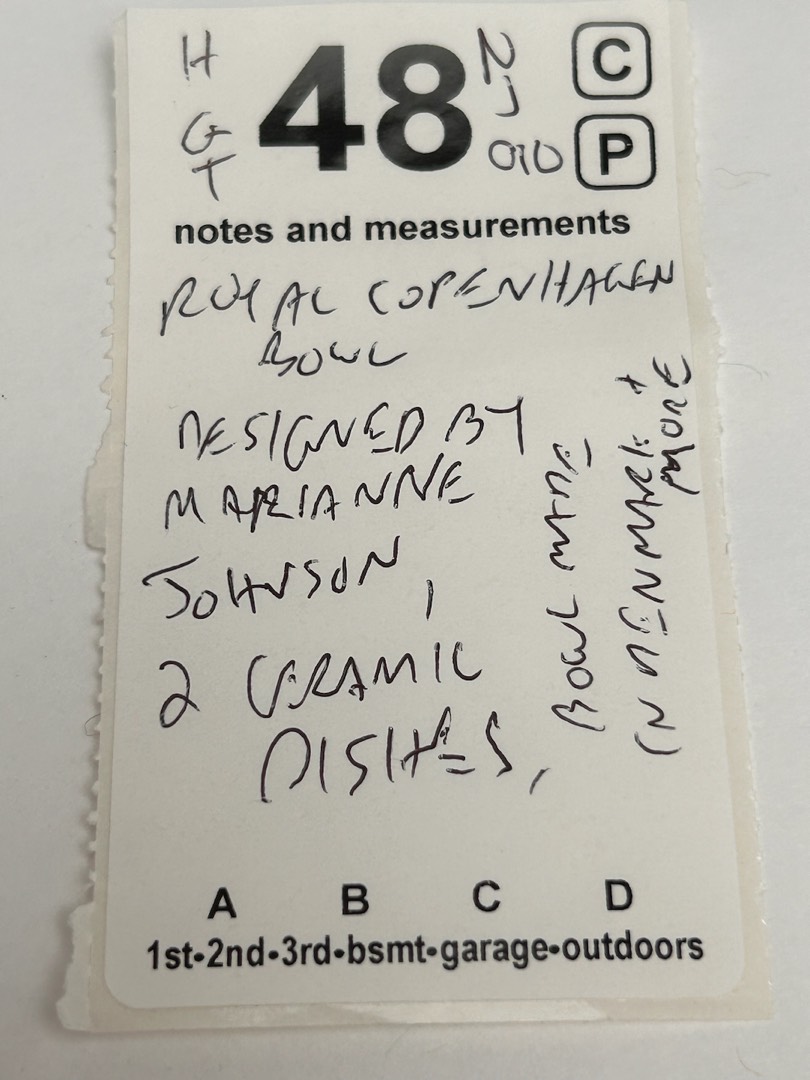 H
GT
48
NJ
010
C
P
notes and measurements
ROYAL COPENHAGEN
BOWL
DESIGNED BY
MARIANNE
JOHNSON,
2 CERAMIC
DISHES,
BOWL MADE
IN DENMARK +
MORE
A B C D
1st•2nd•3rd•bsmt•garage•outdoors